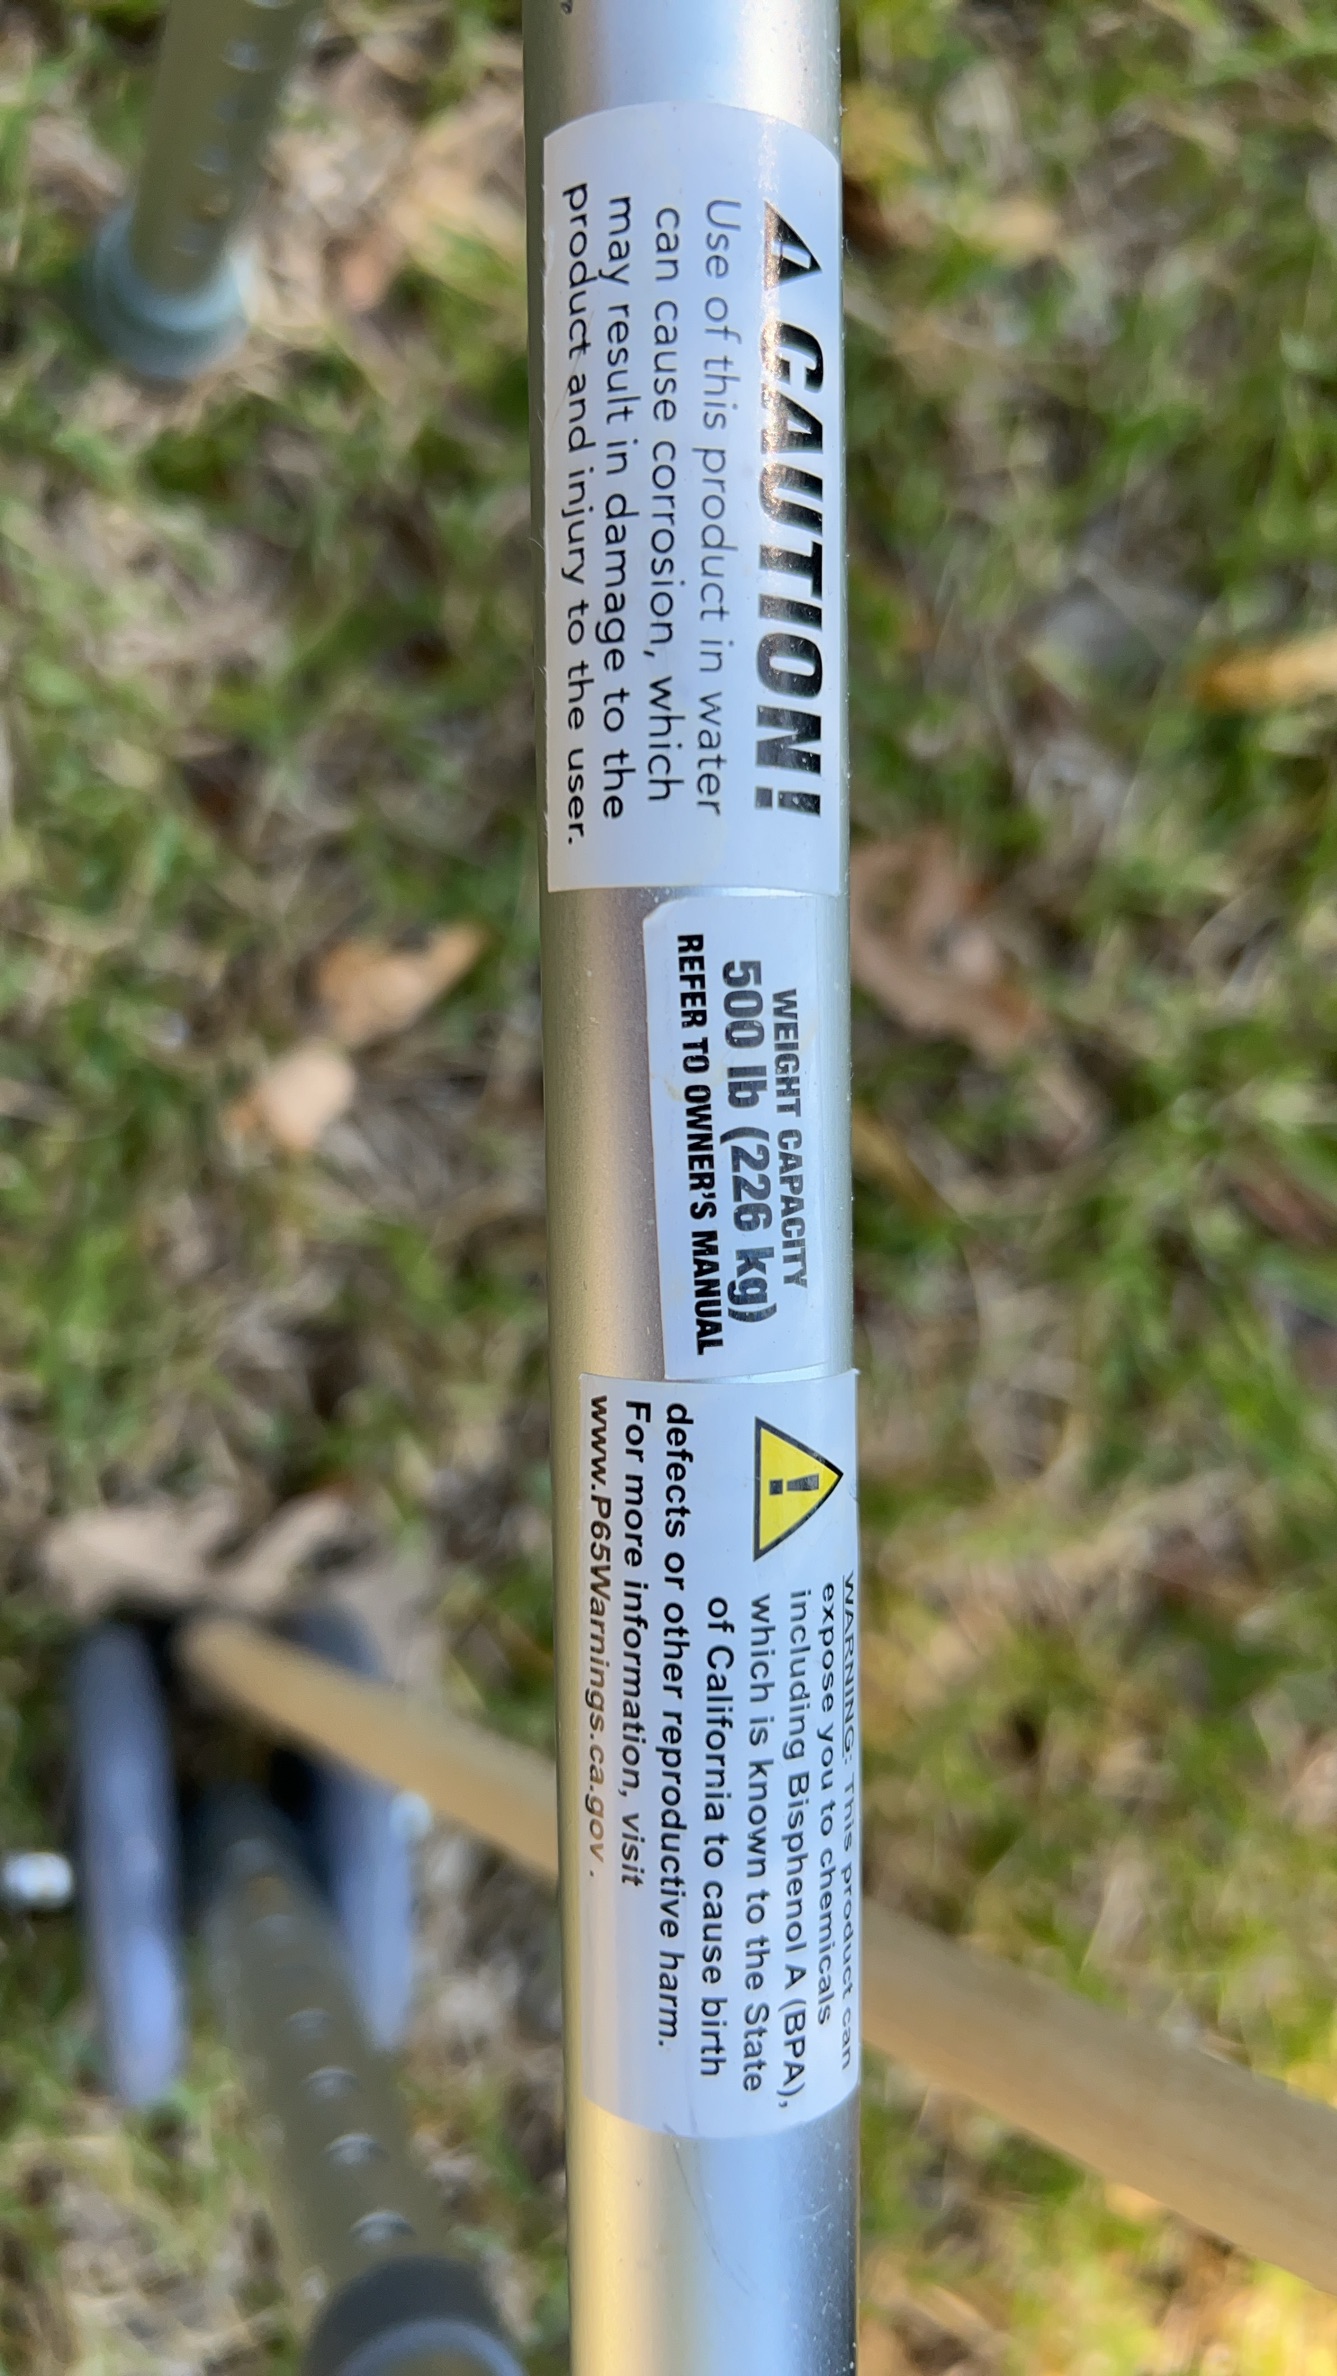 CAUTION!
Use of this product in water
can cause corrosion, which
may result in damage to the
product and injury to the user.
WEIGHT CAPACITY
500 lb (226 kg)
REFER TO OWNER'S MANUAL
WARNING: This product can
expose you to chemicals
including Bisphenol A (BPA),
which is known to the State
of California to cause birth
defects or other reproductive harm.
For more information, visit
www.P65Warnings.ca.gov .